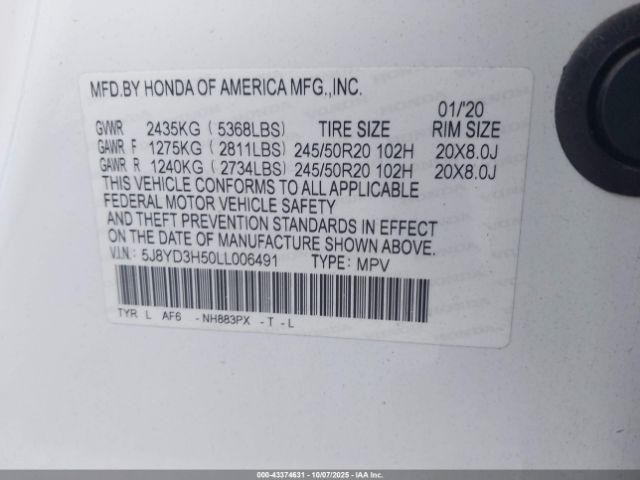 MFD.BY HONDA OF AMERICA MFG.,INC.
01/'20
GVWR 2435KG ( 5368LBS) TIRE SIZE RIM SIZE
GAWR F 1275KG ( 2811LBS) 245/50R20 102H 20X8.0J
GAWR R 1240KG ( 2734LBS) 245/50R20 102H 20X8.0J
THIS VEHICLE CONFORMS TO ALL APPLICABLE
FEDERAL MOTOR VEHICLE SAFETY
AND THEFT PREVENTION STANDARDS IN EFFECT
ON THE DATE OF MANUFACTURE SHOWN ABOVE.
V.I.N.: 5J8YD3H50LL006491 TYPE: MPV
TYR L AF6 -NH883PX -T -L
000-43374631 - 10/07/2025 - IAA Inc.